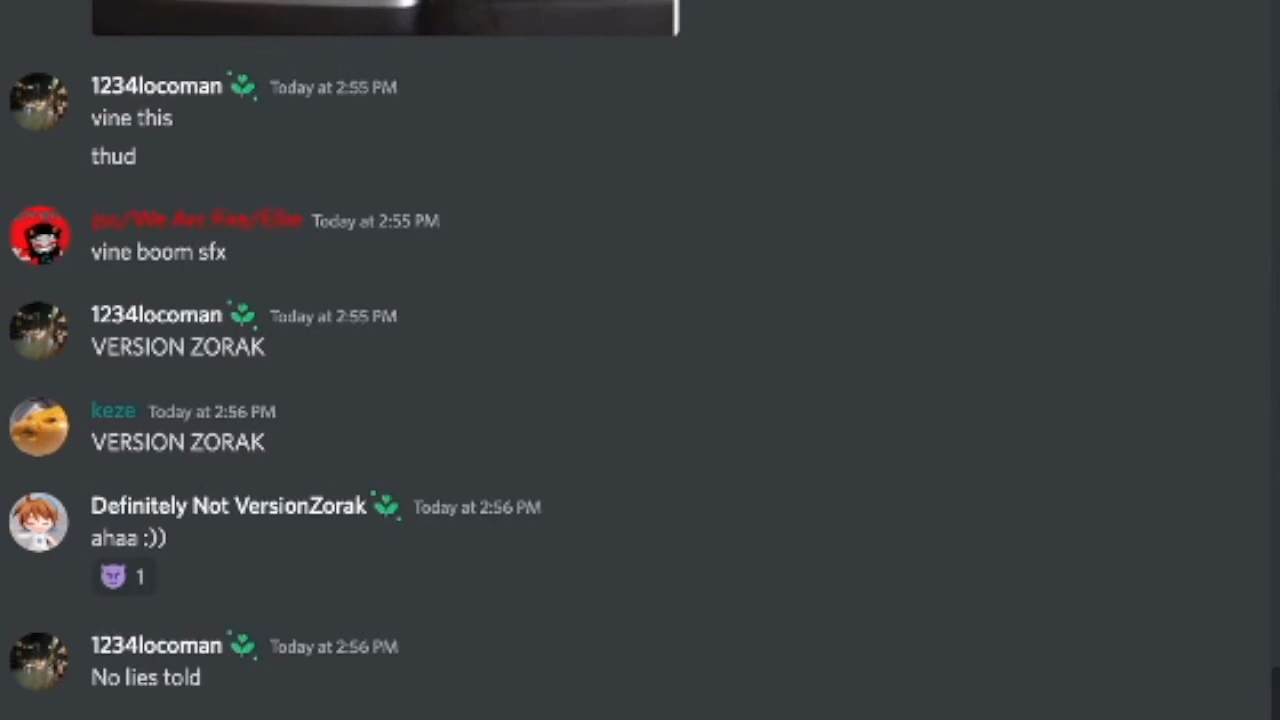 1234locoman Today at 2:55 PM
vine this
thud
Today at 2:55 PM
vine boom sfx
1234locoman Today at 2:55 PM
VERSION ZORAK
keze Today at 2:56 PM
VERSION ZORAK
Definitely Not VersionZorak Today at 2:56 PM
ahaa :))
1
1234locoman Today at 2:56 PM
No lies told